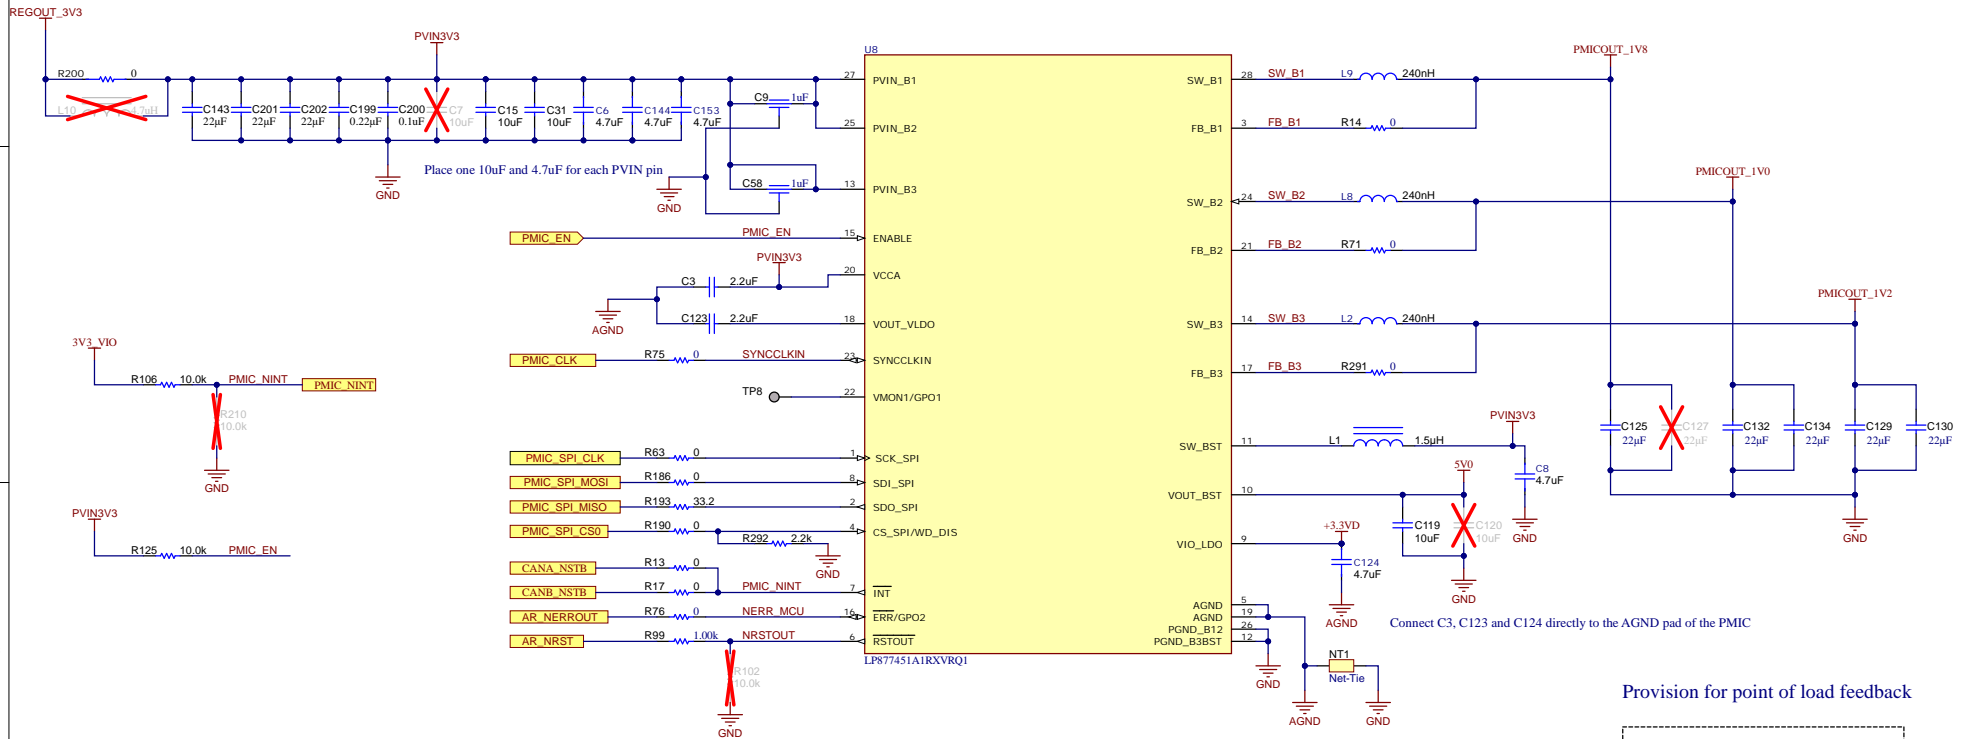 REGOUT_3V3
PVIN3V3
R200 0
L10 4.7uH
C143 22µF
C201 22µF
C202 22µF
C199 0.22µF
C200 0.1uF
C7 10uF
C15 10uF
C31 10uF
C6 4.7uF
C144 4.7uF
C153 4.7uF
GND
Place one 10uF and 4.7uF for each PVIN pin
C9 1uF
C58 1uF
GND
U8
27 PVIN_B1
25 PVIN_B2
13 PVIN_B3
PMIC_EN PMIC_EN 15 ENABLE
PVIN3V3
20 VCCA
C3 2.2uF
AGND
C123 2.2uF 18 VOUT_VLDO
PMIC_CLK R75 0 SYNCCLKIN 23 SYNCCLKIN
TP8 22 VMON1/GPO1
3V3_VIO
R106 10.0k PMIC_NINT PMIC_NINT
R210
10.0k
GND
PVIN3V3
R125 10.0k PMIC_EN
PMIC_SPI_CLK R63 0 1 SCK_SPI
PMIC_SPI_MOSI R186 0 8 SDI_SPI
PMIC_SPI_MISO R193 33.2 2 SDO_SPI
PMIC_SPI_CS0 R190 0 4 CS_SPI/WD_DIS
R292 2.2k
GND
CANA_NSTB R13 0
CANB_NSTB R17 0 PMIC_NINT 7 INT
AR_NERROUT R76 0 NERR_MCU 16 ERR/GPO2
AR_NRST R99 1.00k NRSTOUT 6 RSTOUT
R102
10.0k
GND
LP877451A1RXVRQ1
SW_B1 28 SW_B1 L9 240nH
PMICOUT_1V8
FB_B1 3 FB_B1 R14 0
PMICOUT_1V0
SW_B2 24 SW_B2 L8 240nH
FB_B2 21 FB_B2 R71 0
PMICOUT_1V2
SW_B3 14 SW_B3 L2 240nH
FB_B3 17 FB_B3 R291 0
PVIN3V3
SW_BST 11 L1 1.5µH
C8
4.7uF
GND
5V0
VOUT_BST 10
C119
10uF
C120
10uF
GND
+3.3VD
VIO_LDO 9
C124
4.7uF
AGND
C125 22µF
C127 22µF
C132 22µF
C134 22µF
C129 22µF
C130 22µF
GND
AGND 5
AGND 19
PGND_B12 26
PGND_B3BST 12
GND
NT1
Net-Tie
AGND
GND
Connect C3, C123 and C124 directly to the AGND pad of the PMIC
Provision for point of load feedback